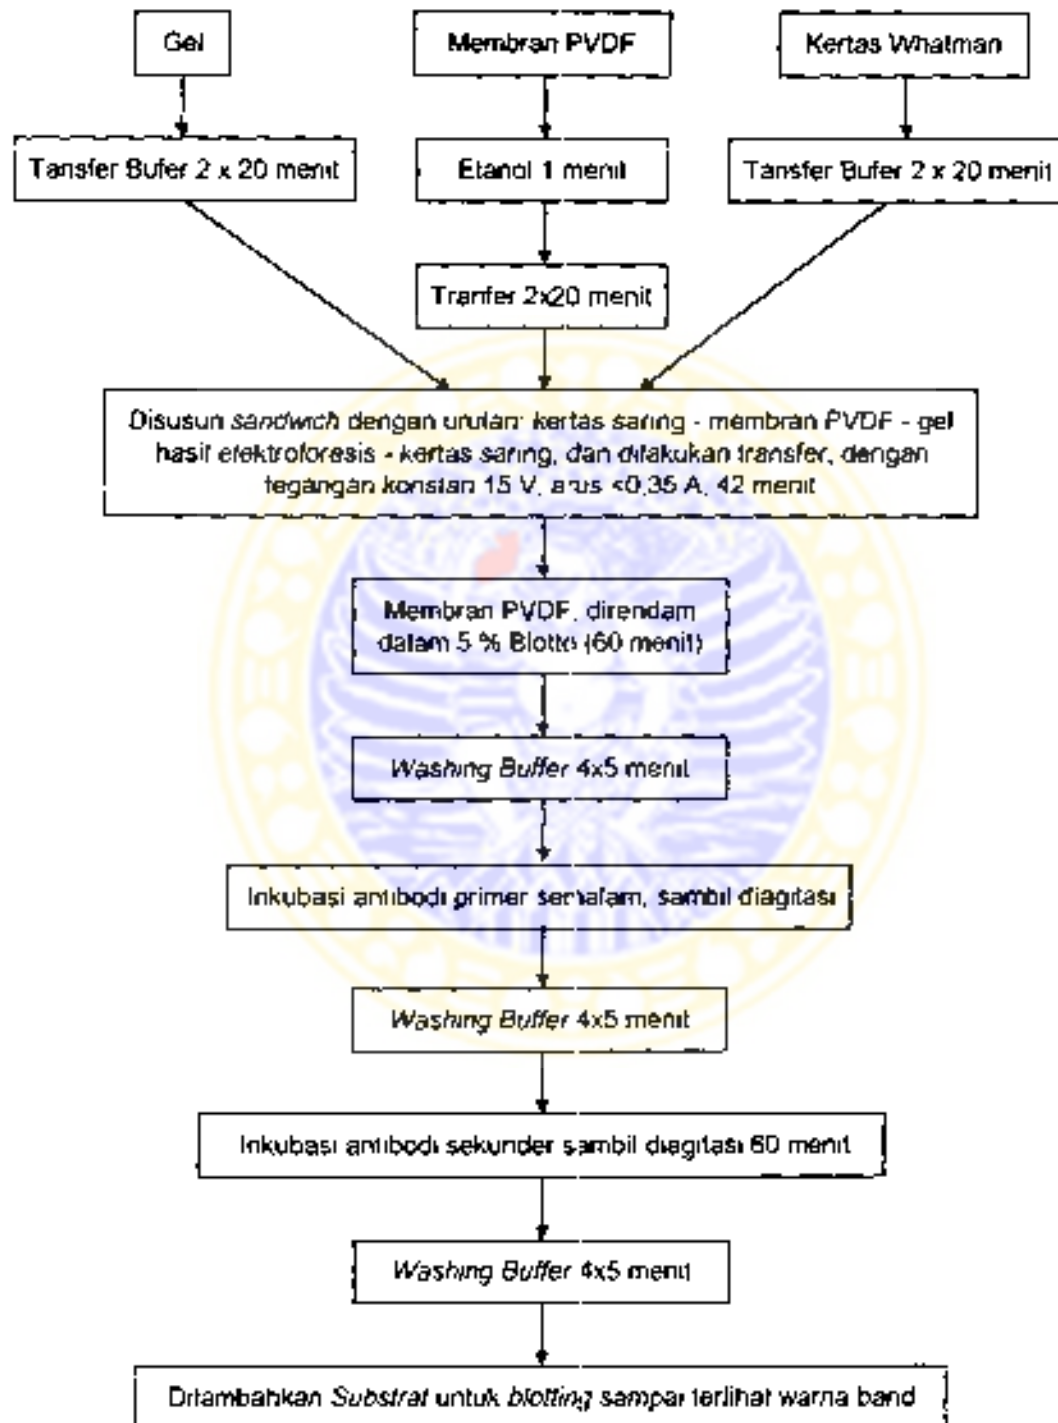 Gel
Membran PVDF
Kertas Whatman
Tansfer Bufer 2 x 20 menit
Etanol 1 menit
Tansfer Bufer 2 x 20 menit
Tranfer 2x20 menit
Disusun sandwich dengan urutan: kertas saring - membran PVDF - gel
hasil elektroforesis - kertas saring, dan dilakukan transfer, dengan
tegangan konstan 15 V, arus <0,35 A, 42 menit
Membran PVDF, direndam
dalam 5 % Blotto (60 menit)
Washing Buffer 4x5 menit
Inkubasi antibodi primer semalam, sambil diagitasi
Washing Buffer 4x5 menit
Inkubasi antibodi sekunder sambil diagitasi 60 menit
Washing Buffer 4x5 menit
Ditambahkan Substrat untuk blotting sampai terlihat warna band